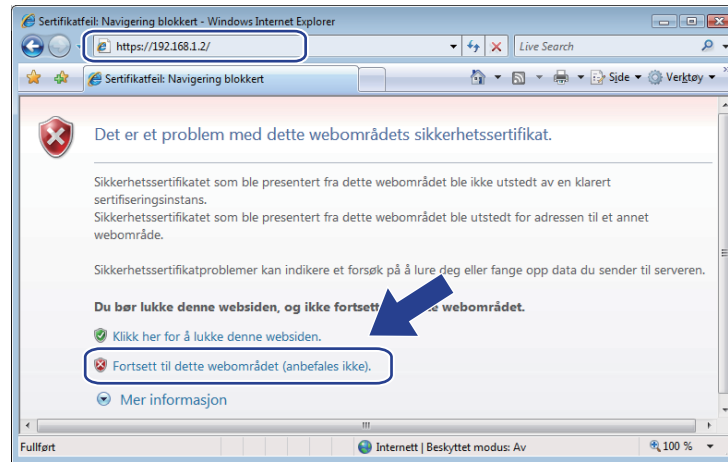 Sertifikatfeil: Navigering blokkert - Windows Internet Explorer
https://192.168.1.2/
Live Search
Sertifikatfeil: Navigering blokkert
Side
Verktøy
Det er et problem med dette webområdets sikkerhetssertifikat.
Sikkerhetssertifikatet som ble presentert fra dette webområdet ble ikke utstedt av en klarert
sertifiseringsinstans.
Sikkerhetssertifikatet som ble presentert fra dette webområdet ble utstedt for adressen til et annet
webområde.
Sikkerhetssertifikatproblemer kan indikere et forsøk på å lure deg eller fange opp data du sender til serveren.
Du bør lukke denne websiden, og ikke fortsett webområdet.
Klikk her for å lukke denne websiden.
Fortsett til dette webområdet (anbefales ikke).
Mer informasjon
Fullført
Internett | Beskyttet modus: Av
100 %